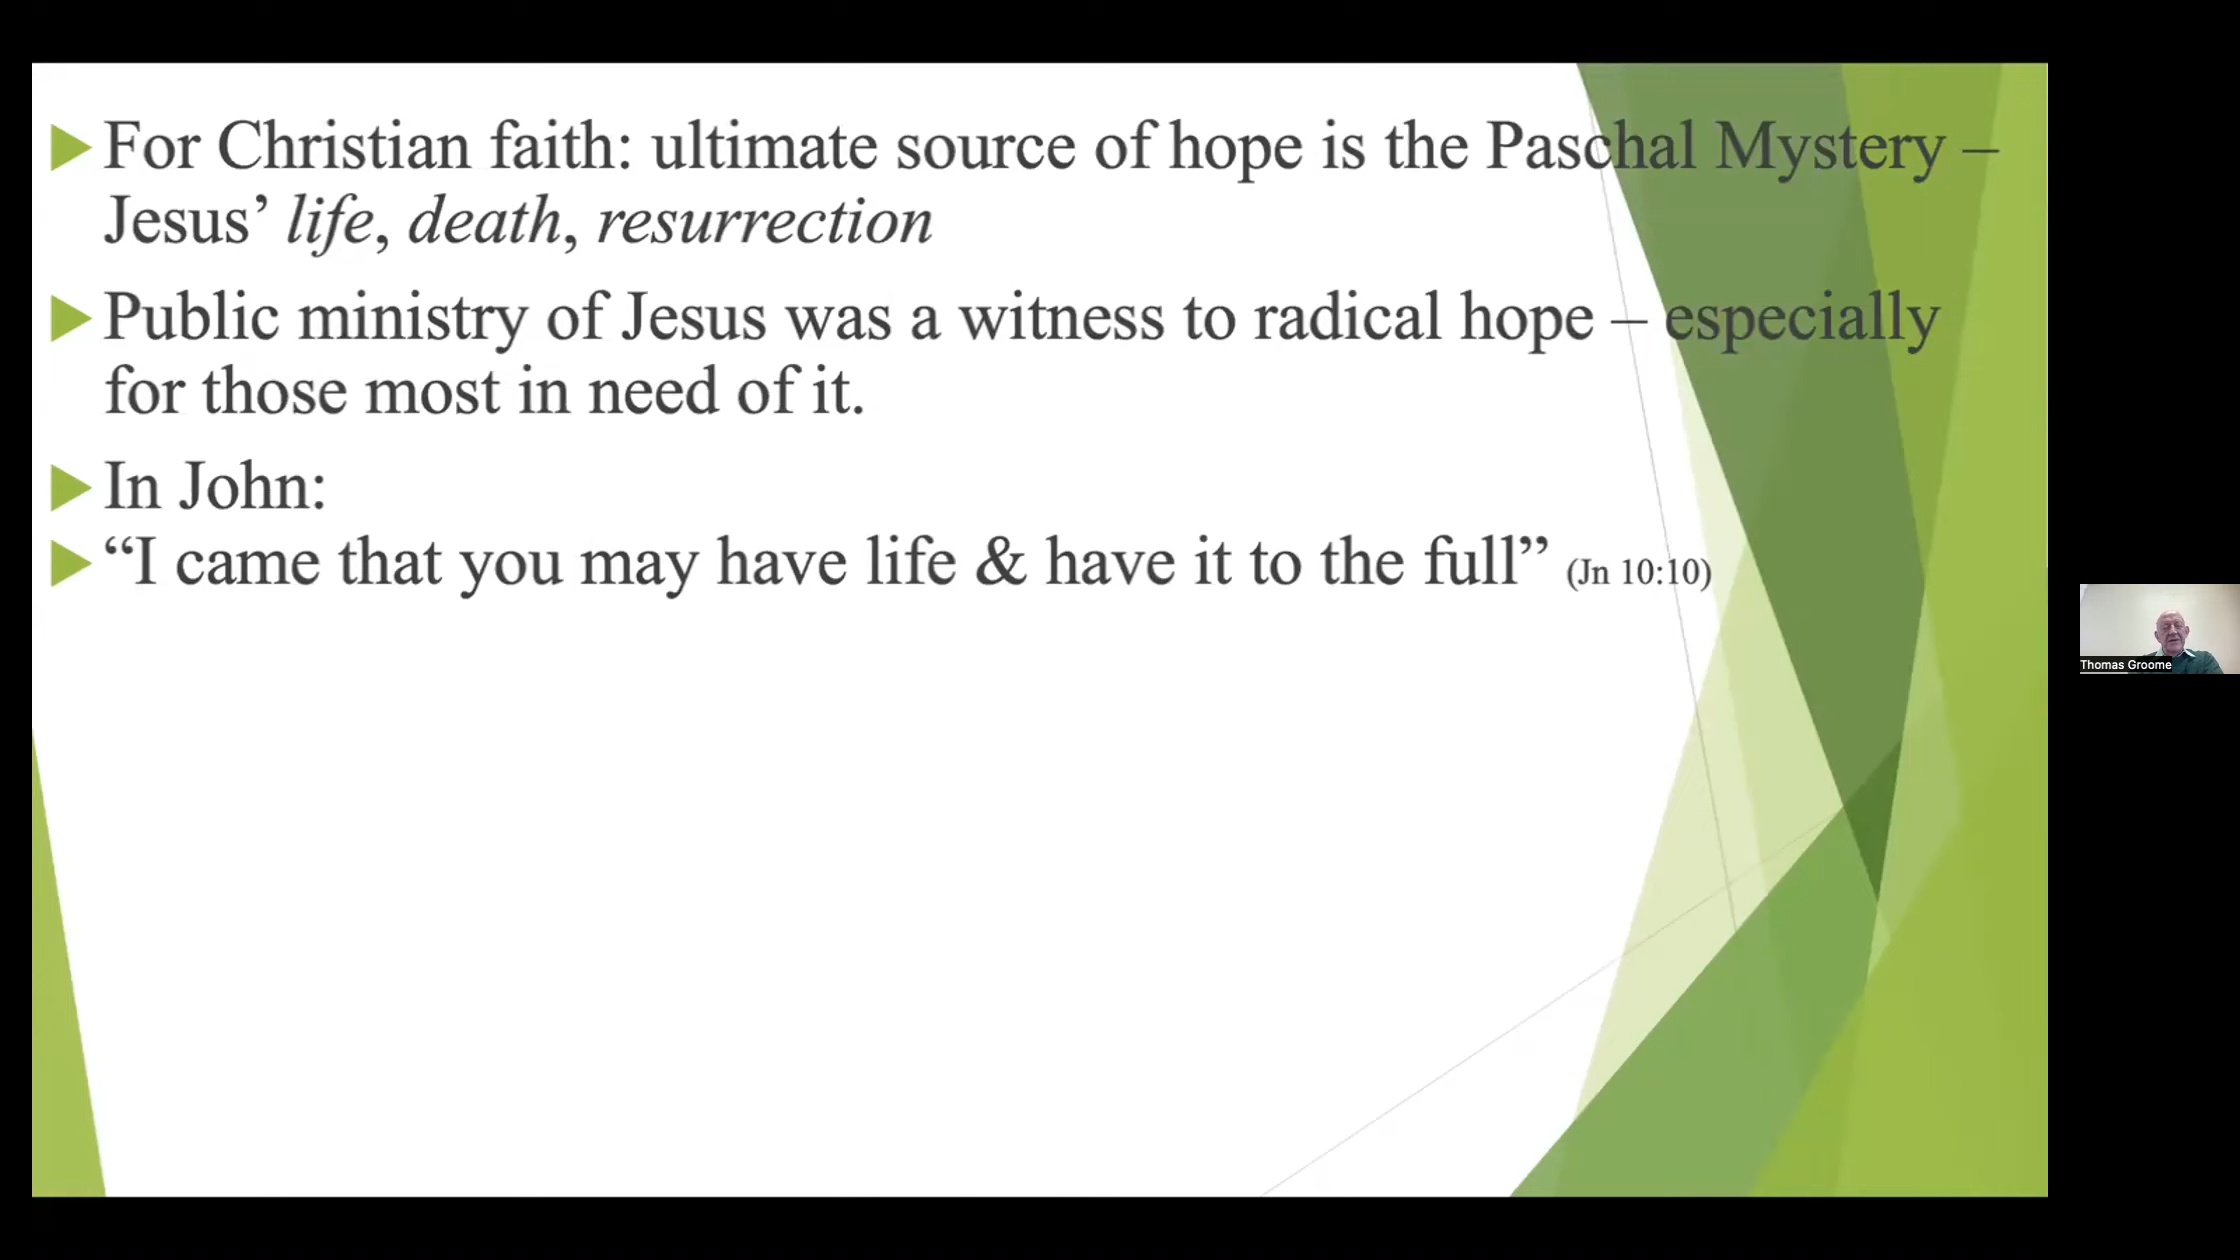 For Christian faith: ultimate source of hope is the Paschal Mystery –
Jesus’ life, death, resurrection
Public ministry of Jesus was a witness to radical hope – especially
for those most in need of it.
In John:
“I came that you may have life & have it to the full” (Jn 10:10)
Thomas Groome